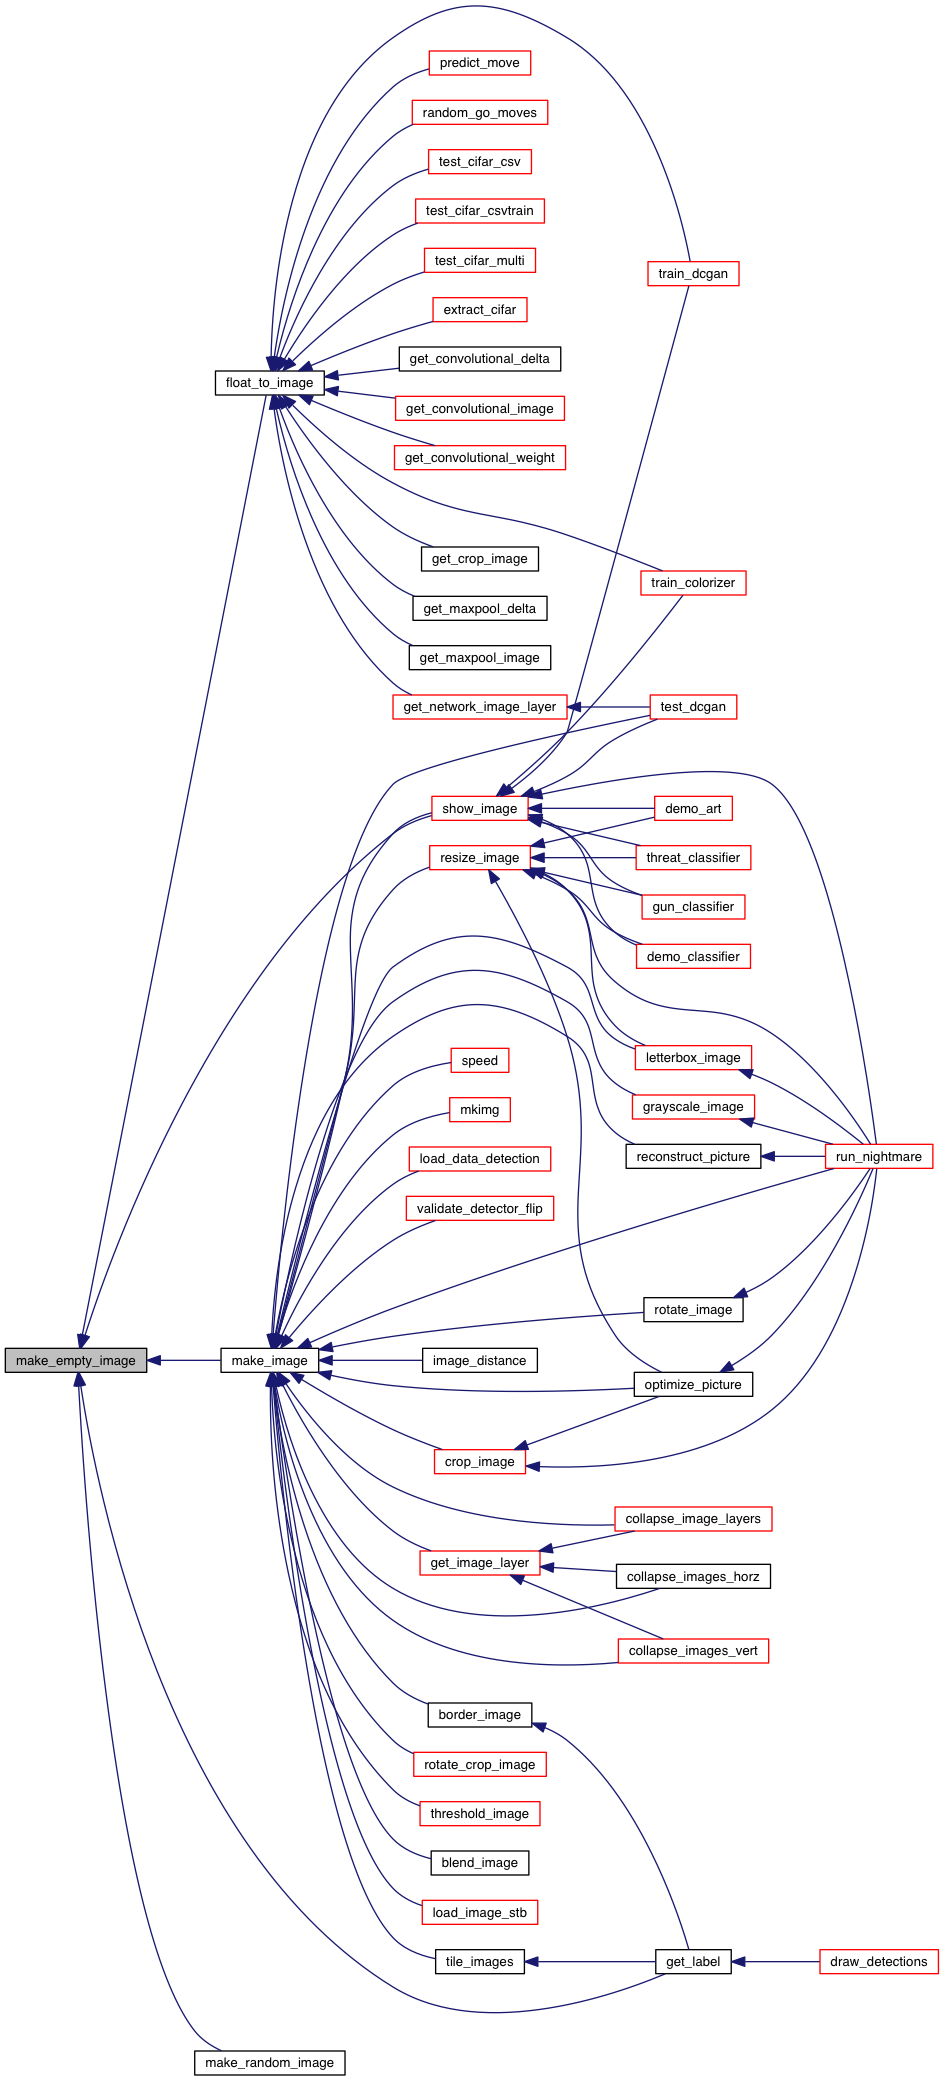 predict_move
random_go_moves
test_cifar_csv
test_cifar_csvtrain
test_cifar_multi
train_dcgan
extract_cifar
get_convolutional_delta
float_to_image
get_convolutional_image
get_convolutional_weight
get_crop_image
train_colorizer
get_maxpool_delta
get_maxpool_image
get_network_image_layer
test_dcgan
show_image
demo_art
resize_image
threat_classifier
gun_classifier
demo_classifier
speed
letterbox_image
mkimg
grayscale_image
load_data_detection
reconstruct_picture
run_nightmare
validate_detector_flip
rotate_image
make_empty_image
make_image
image_distance
optimize_picture
crop_image
collapse_image_layers
get_image_layer
collapse_images_horz
collapse_images_vert
border_image
rotate_crop_image
threshold_image
blend_image
load_image_stb
tile_images
get_label
draw_detections
make_random_image